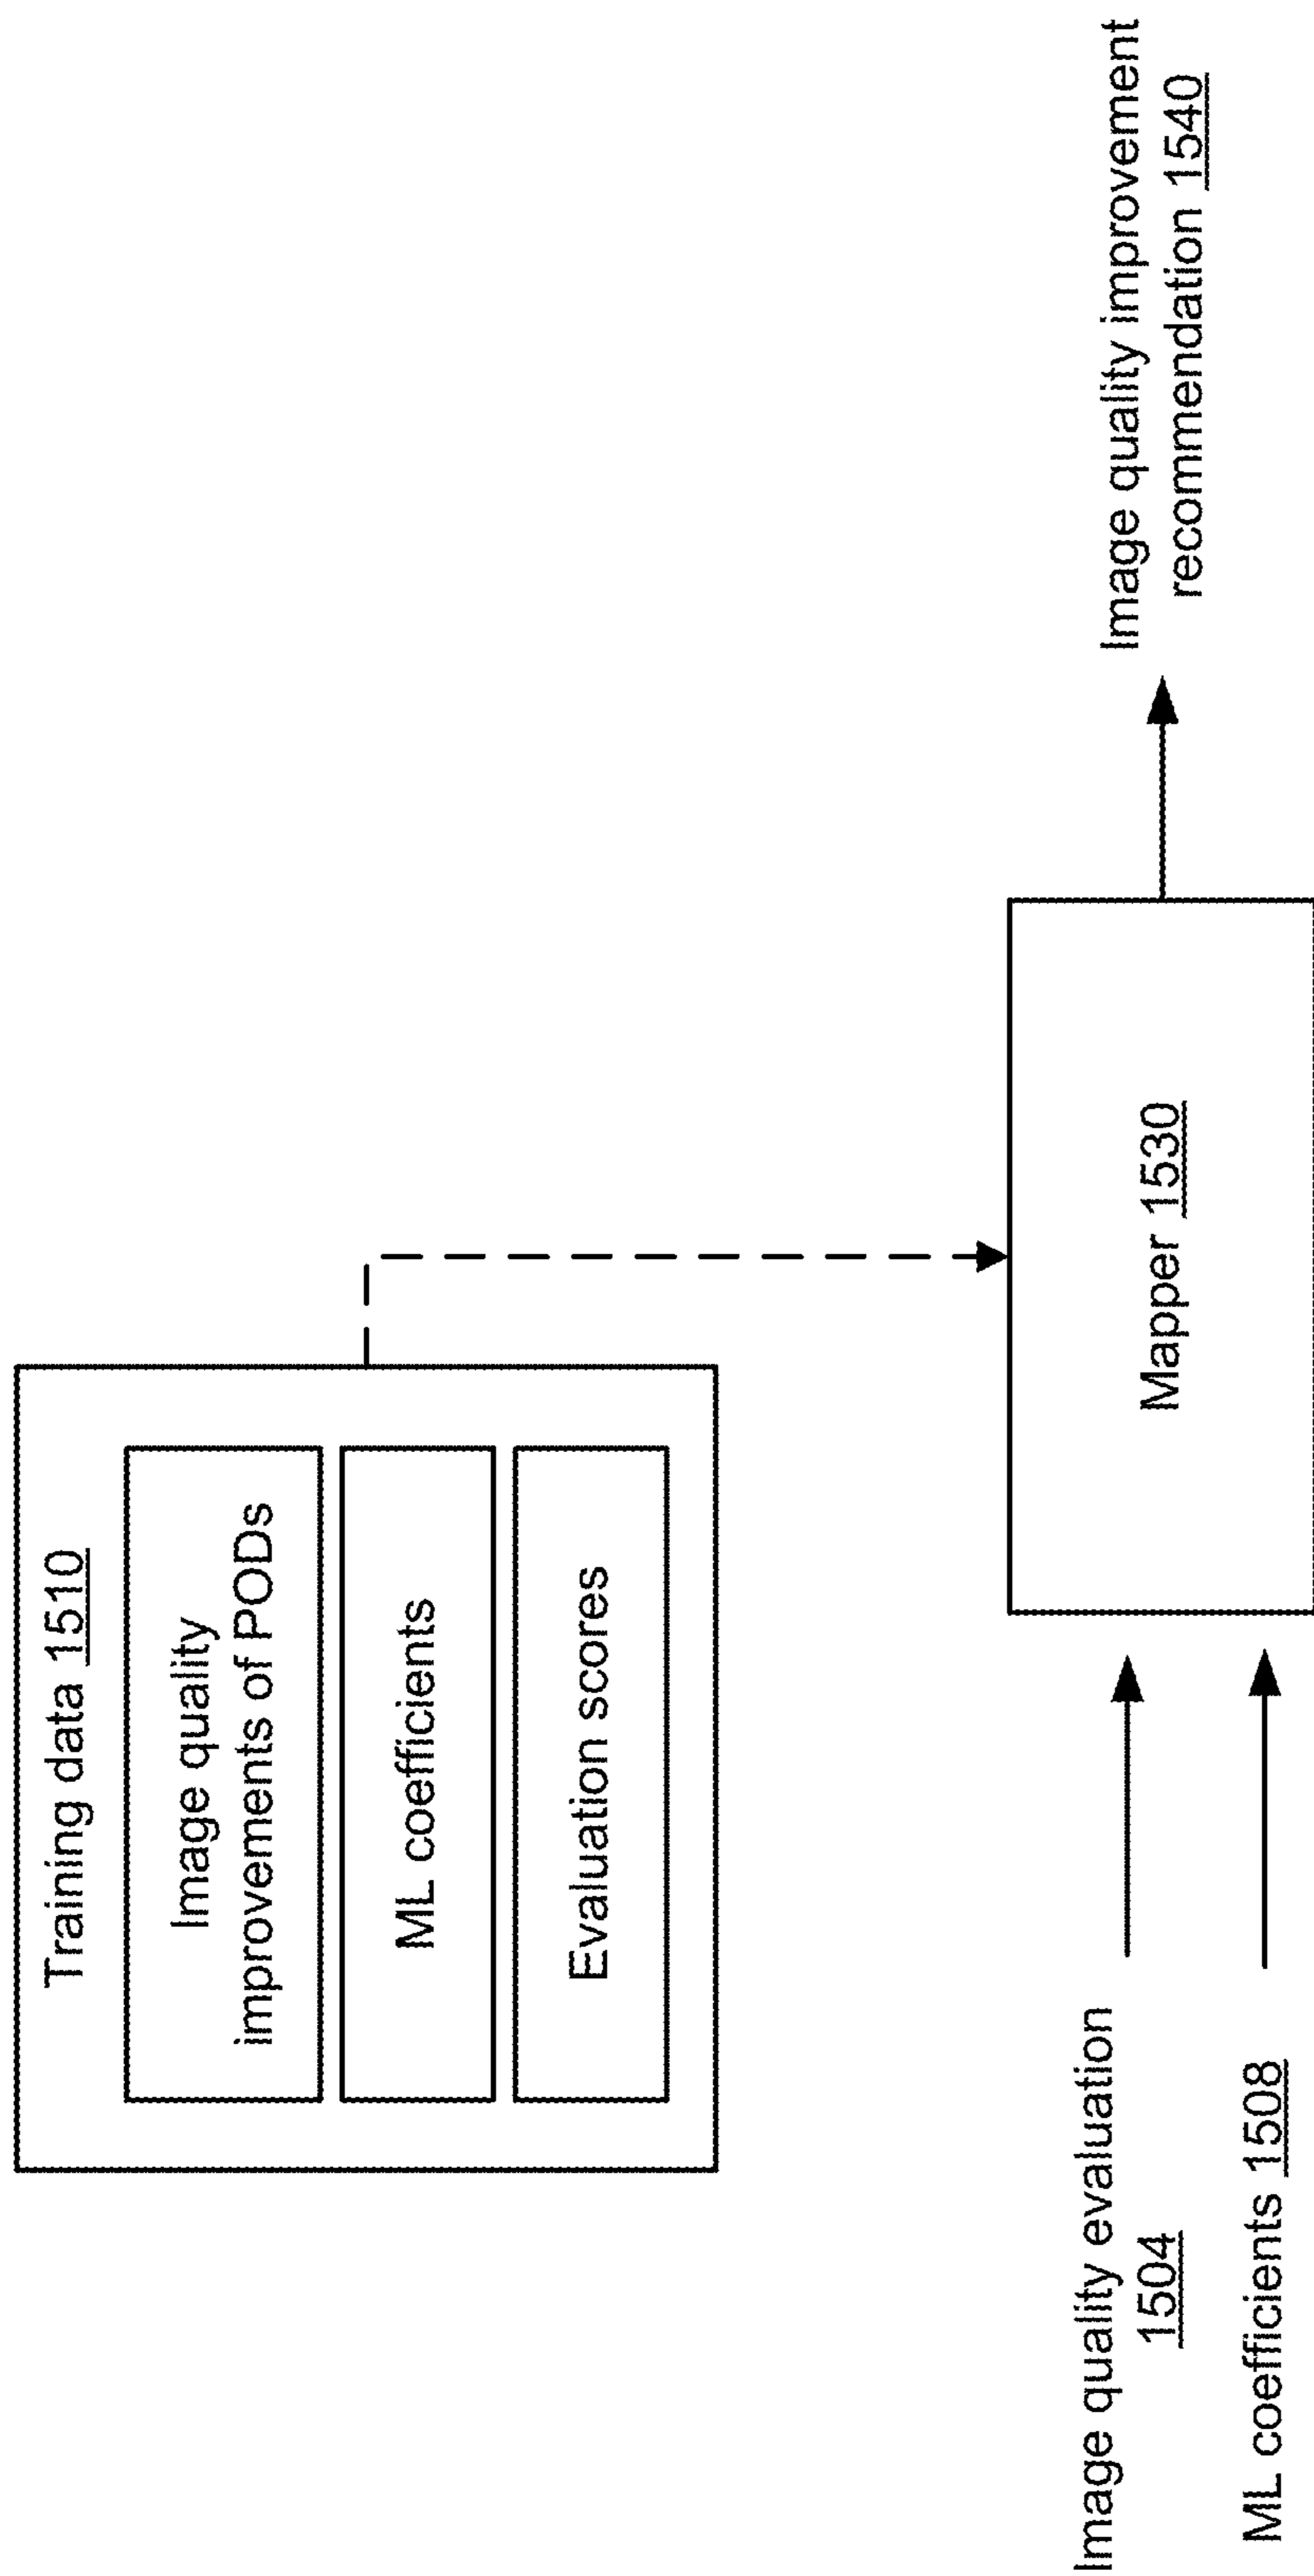 Training data 1510
Image quality
improvements of PODs
ML coefficients
Evaluation scores
Image quality evaluation
1504
ML coefficients 1508
Mapper 1530
Image quality improvement
recommendation 1540